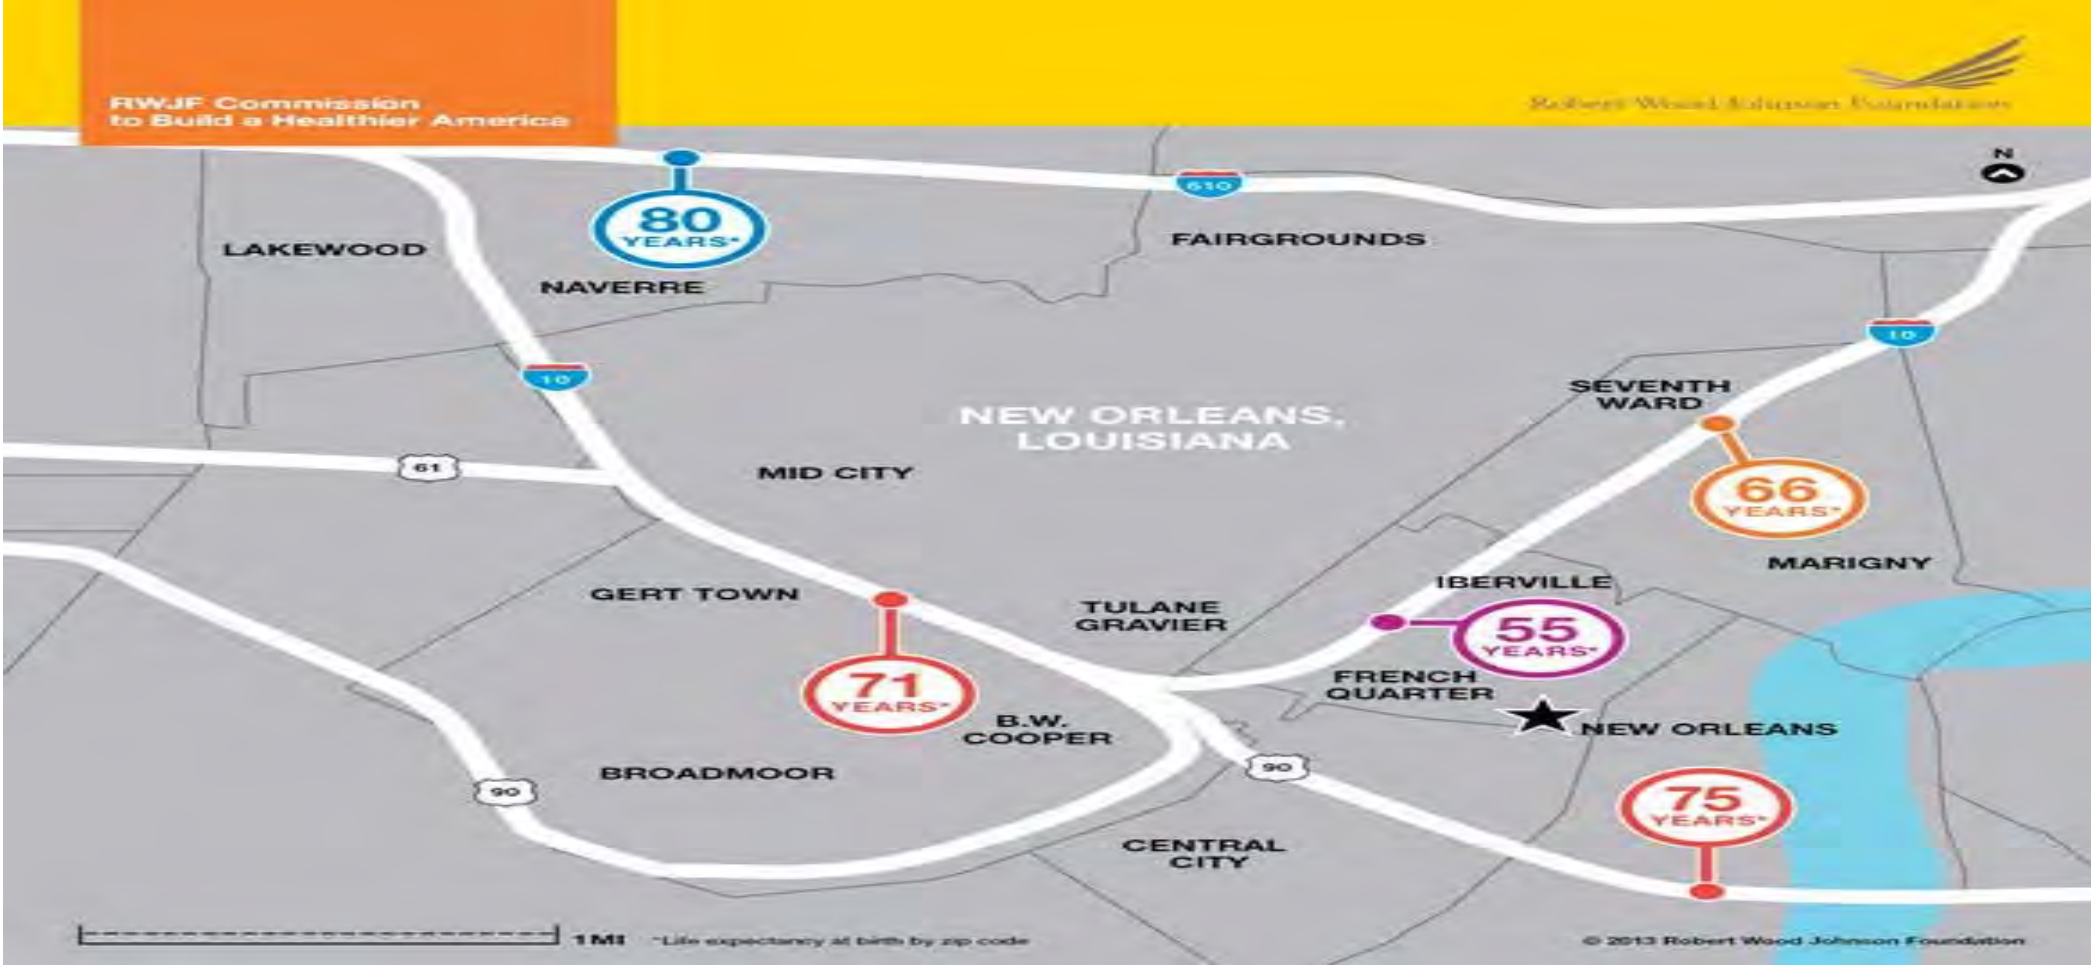 RWJF Commission
to Build a Healthier America
Robert Wood Johnson Foundation
N
610
80
YEARS*
LAKEWOOD
FAIRGROUNDS
NAVERRE
10
10
SEVENTH
WARD
NEW ORLEANS,
LOUISIANA
61
MID CITY
66
YEARS*
MARIGNY
IBERVILLE
GERT TOWN
TULANE
GRAVIER
55
YEARS*
71
YEARS*
FRENCH
QUARTER
B.W.
COOPER
NEW ORLEANS
BROADMOOR
90
90
75
YEARS*
CENTRAL
CITY
1 MI
*Life expectancy at birth by zip code
© 2013 Robert Wood Johnson Foundation